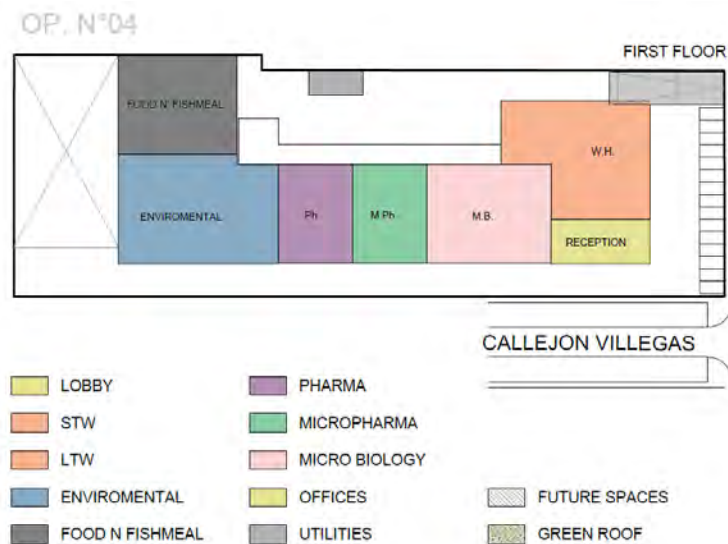 OP. N°04
FIRST FLOOR
FOOD N' FISHMEAL
W.H.
ENVIROMENTAL
Ph.
M.Ph.
M.B.
RECEPTION
CALLEJON VILLEGAS
LOBBY
PHARMA
STW
MICROPHARMA
LTW
MICRO BIOLOGY
ENVIROMENTAL
OFFICES
FUTURE SPACES
FOOD N FISHMEAL
UTILITIES
GREEN ROOF